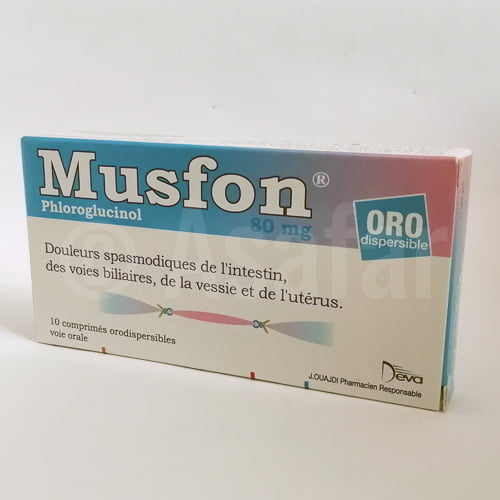 Musfon®
Phloroglucinol
80 mg
ORO
dispersible
Douleurs spasmodiques de l'intestin,
des voies biliaires, de la vessie et de l'utérus.
10 comprimés orodispersibles
voie orale
Deva
J.OUAJDI Pharmacien Responsable
© Asafar